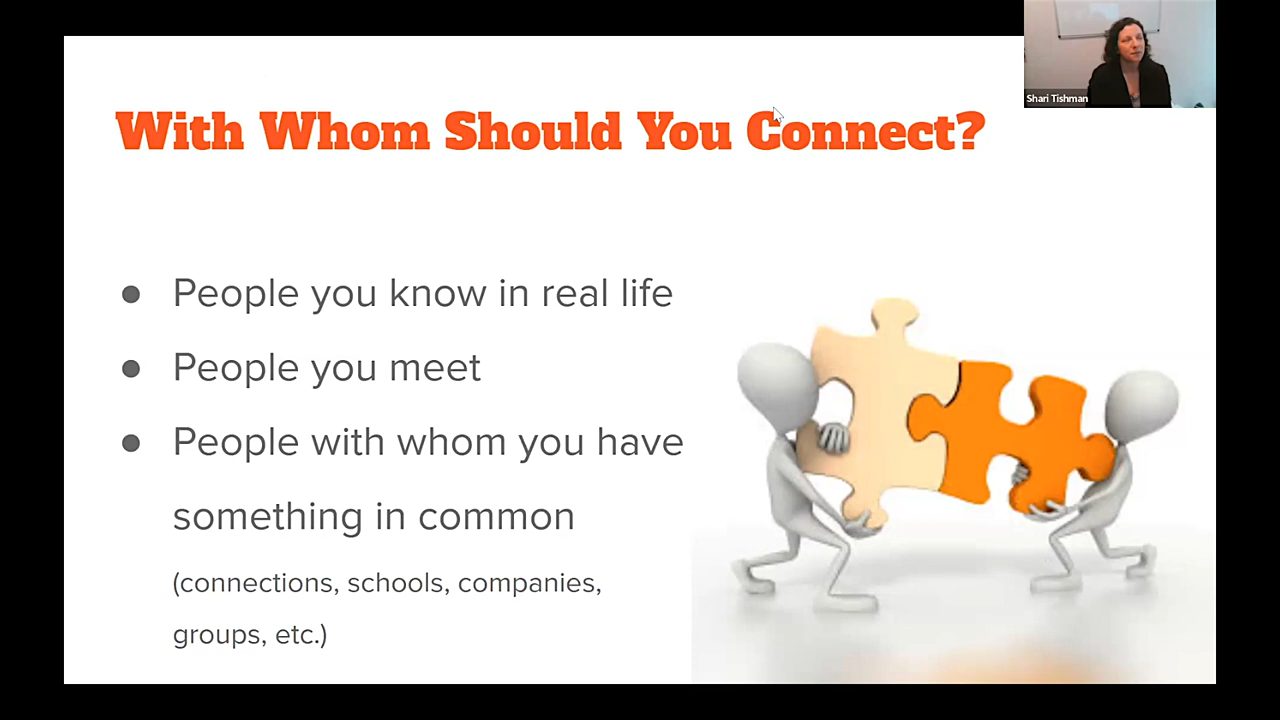 With Whom Should You Connect?
Shari Tishman
● People you know in real life
● People you meet
● People with whom you have
something in common
(connections, schools, companies,
groups, etc.)